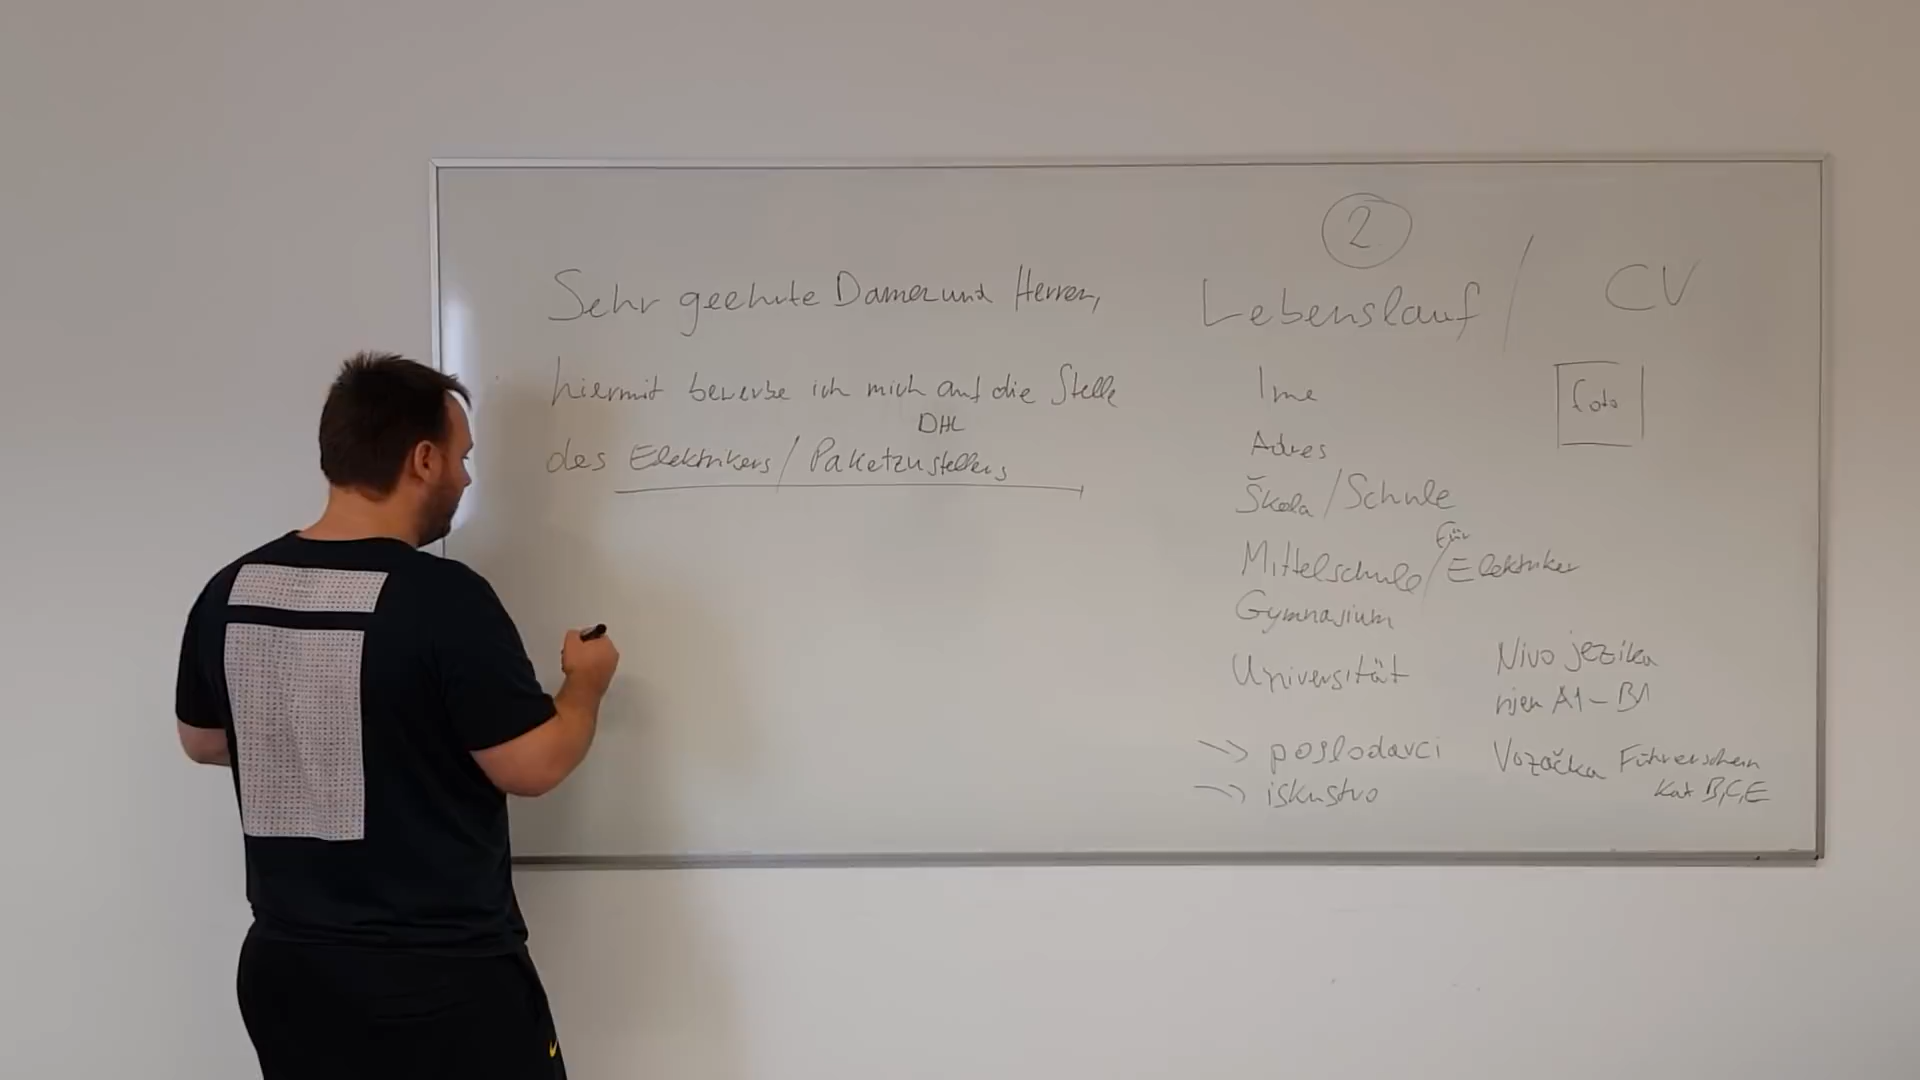 Sehr geehrte Damen und Herren,
hiermit bewerbe ich mich auf die Stelle
DHL
des Elektrikers / Paketzustellers
2
Lebenslauf / CV
Ime
foto
Adres
Škola / Schule
für
Mittelschule / Elektriker
Gymnasium
Universität
Nivo jezika
njem A1 - B1
→ poslodavci
→ iskustvo
Vozačka Führerschein
Kat B,C,E